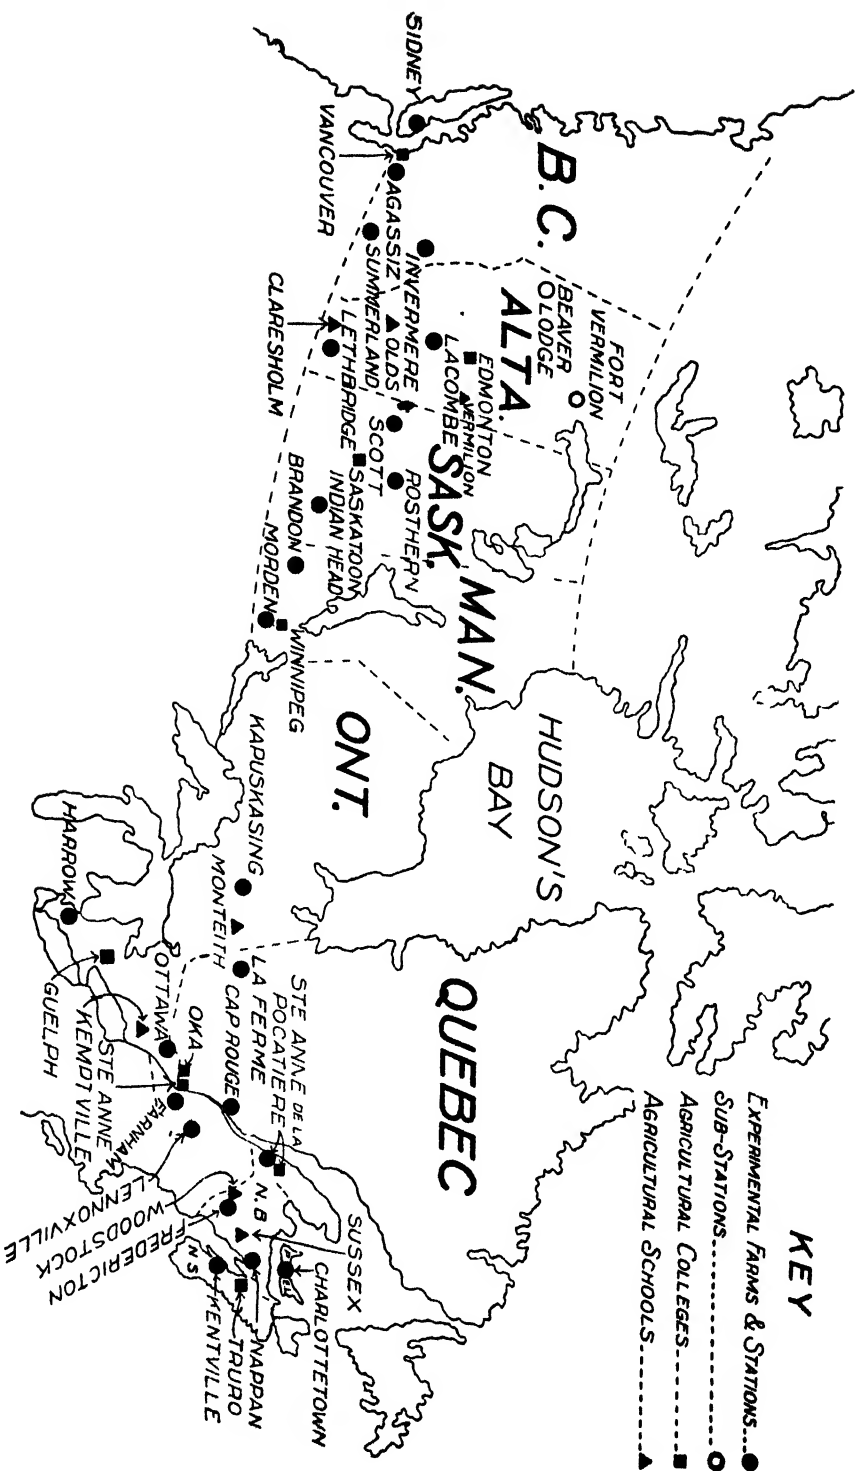 KEY
EXPERIMENTAL FARMS & STATIONS
SUB-STATIONS
AGRICULTURAL COLLEGES
AGRICULTURAL SCHOOLS
B.C.
ALTA.
SASK.
MAN.
ONT.
QUEBEC
HUDSON'S
BAY
FORT
VERMILION
BEAVER
LODGE
EDMONTON
VERMILION
LACOMBE
SIDNEY
VANCOUVER
AGASSIZ
SUMMERLAND
INVERMERE
OLDS
CLARESHOLM
LETHBRIDGE
SCOTT
ROSTHERN
SASKATOON
INDIAN HEAD
BRANDON
MORDEN
WINNIPEG
KAPUSKASING
MONTEITH
LA FERME
CAP ROUGE
STE ANNE DE LA
POCATIERE
HARROW
GUELPH
KEMPTVILLE
OTTAWA
OKA
STE ANNE
FARNHAM
LENNOXVILLE
WOODSTOCK
FREDERICTON
N.B
N S
SUSSEX
CHARLOTTETOWN
NAPPAN
TRURO
KENTVILLE